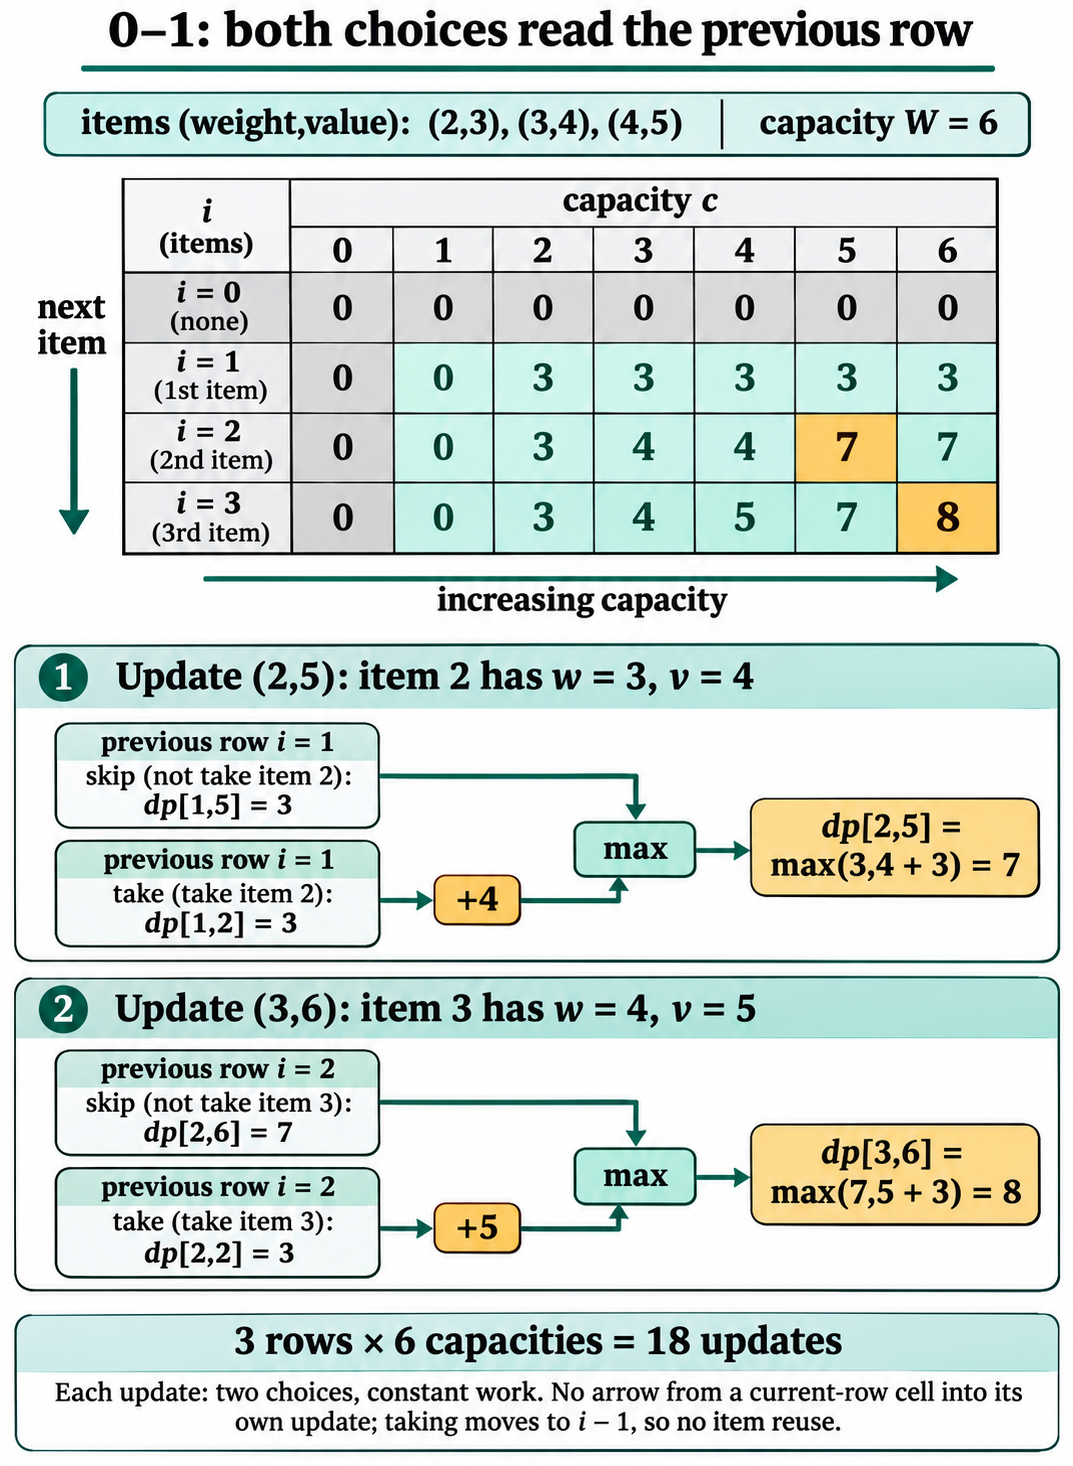 0–1: both choices read the previous row
items (weight,value): (2,3), (3,4), (4,5) | capacity W = 6
i
(items)
capacity c
0 1 2 3 4 5 6
next
item
i = 0
(none)
0 0 0 0 0 0 0
i = 1
(1st item)
0 0 3 3 3 3 3
i = 2
(2nd item)
0 0 3 4 4 7 7
i = 3
(3rd item)
0 0 3 4 5 7 8
increasing capacity
1 Update (2,5): item 2 has w = 3, v = 4
previous row i = 1
skip (not take item 2):
dp[1,5] = 3
previous row i = 1
take (take item 2):
dp[1,2] = 3
+4
max
dp[2,5] =
max(3,4 + 3) = 7
2 Update (3,6): item 3 has w = 4, v = 5
previous row i = 2
skip (not take item 3):
dp[2,6] = 7
previous row i = 2
take (take item 3):
dp[2,2] = 3
+5
max
dp[3,6] =
max(7,5 + 3) = 8
3 rows × 6 capacities = 18 updates
Each update: two choices, constant work. No arrow from a current-row cell into its
own update; taking moves to i − 1, so no item reuse.